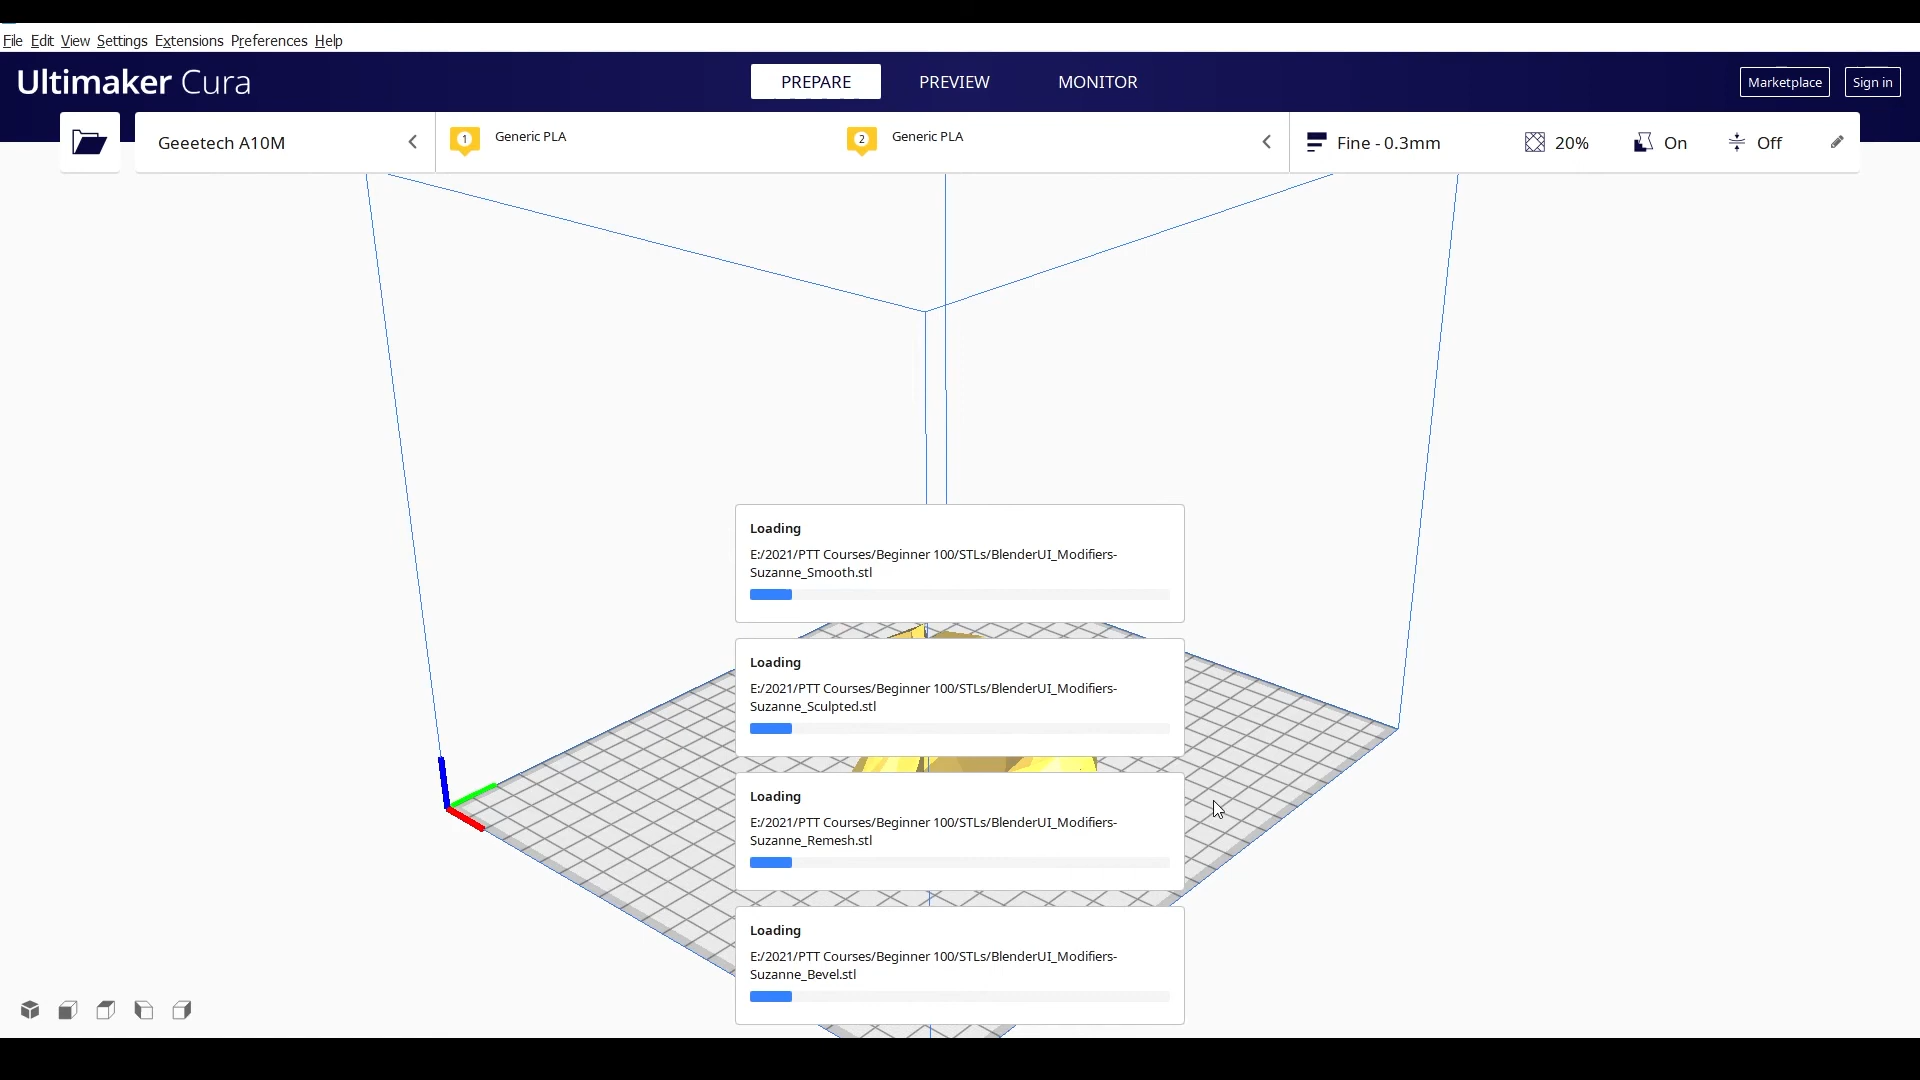 File Edit View Settings Extensions Preferences Help
Ultimaker Cura
PREPARE
PREVIEW
MONITOR
Marketplace
Sign in
Geeetech A10M
1
Generic PLA
2
Generic PLA
Fine - 0.3mm
20%
On
Off
Loading
E:/2021/PTT Courses/Beginner 100/STLs/BlenderUI_Modifiers-
Suzanne_Smooth.stl
Loading
E:/2021/PTT Courses/Beginner 100/STLs/BlenderUI_Modifiers-
Suzanne_Sculpted.stl
Loading
E:/2021/PTT Courses/Beginner 100/STLs/BlenderUI_Modifiers-
Suzanne_Remesh.stl
Loading
E:/2021/PTT Courses/Beginner 100/STLs/BlenderUI_Modifiers-
Suzanne_Bevel.stl